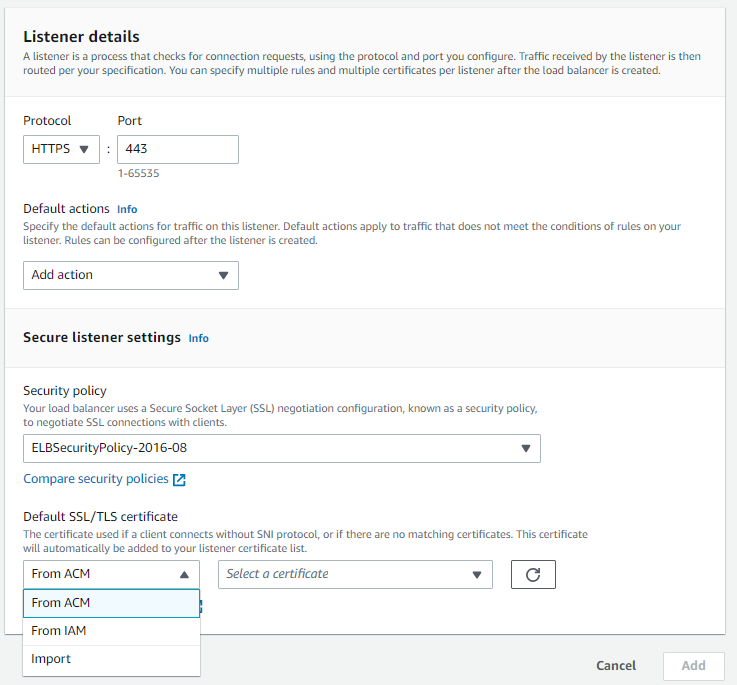 Listener details
A listener is a process that checks for connection requests, using the protocol and port you configure. Traffic received by the listener is then
routed per your specification. You can specify multiple rules and multiple certificates per listener after the load balancer is created.
Protocol Port
HTTPS : 443
1-65535
Default actions Info
Specify the default actions for traffic on this listener. Default actions apply to traffic that does not meet the conditions of rules on your
listener. Rules can be configured after the listener is created.
Add action
Secure listener settings Info
Security policy
Your load balancer uses a Secure Socket Layer (SSL) negotiation configuration, known as a security policy,
to negotiate SSL connections with clients.
ELBSecurityPolicy-2016-08
Compare security policies
Default SSL/TLS certificate
The certificate used if a client connects without SNI protocol, or if there are no matching certificates. This certificate
will automatically be added to your listener certificate list.
From ACM Select a certificate
From ACM
From IAM
Import
Cancel Add